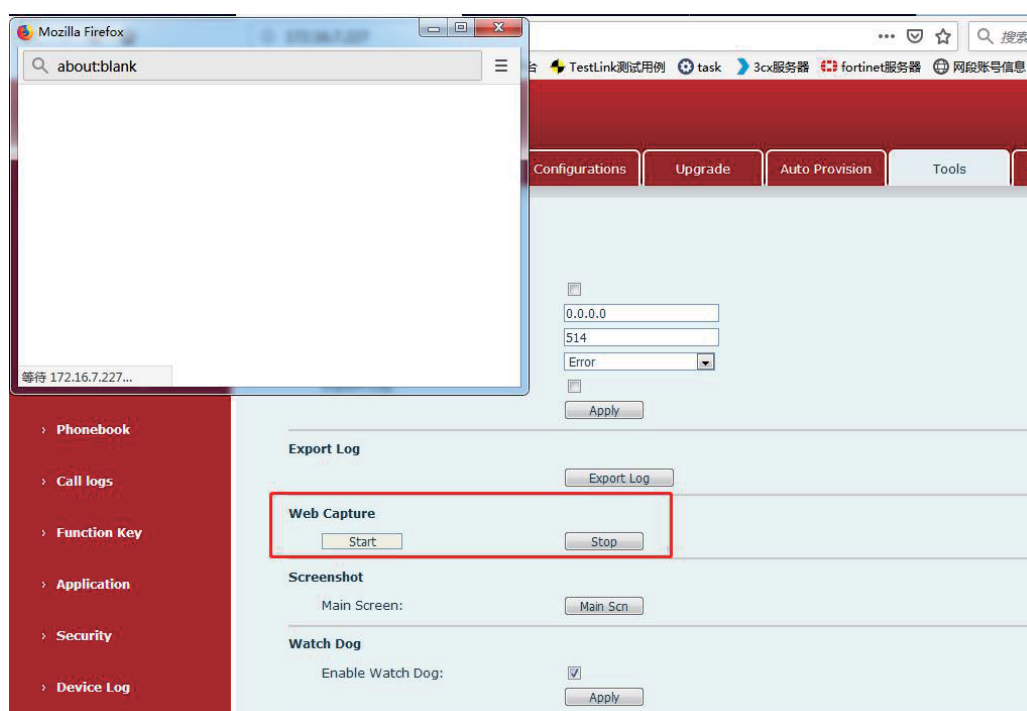 Mozilla Firefox
about:blank
搜索
TestLink测试用例 task 3cx服务器 fortinet服务器 网段账号信息
Configurations Upgrade Auto Provision Tools
0.0.0.0
514
Error
等待 172.16.7.227...
Apply
Phonebook
Export Log
Call logs
Export Log
Web Capture
Function Key
Start Stop
Screenshot
Application
Main Screen: Main Scn
Security
Watch Dog
Enable Watch Dog:
Device Log
Apply